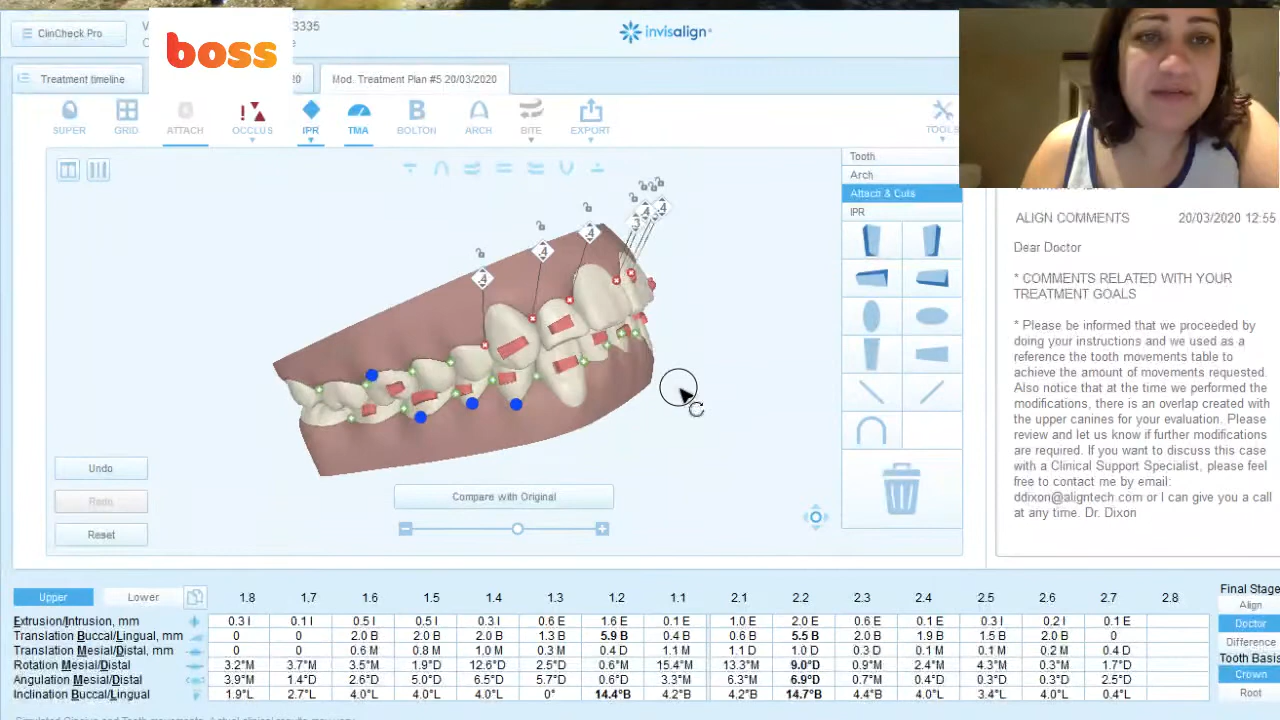 ClinCheck Pro
3335
boss
invisalign
Treatment timeline
20
Mod. Treatment Plan #5 20/03/2020
SUPER
GRID
ATTACH
OCCLUS
IPR
TMA
BOLTON
ARCH
BITE
EXPORT
TOOLS
Tooth
Arch
Attach & Cuts
IPR
.4
.4
.4
.3
.4
.4
Undo
Redo
Reset
Compare with Original
ALIGN COMMENTS 20/03/2020 12:55
Dear Doctor
* COMMENTS RELATED WITH YOUR
TREATMENT GOALS
* Please be informed that we proceeded by
doing your instructions and we used as a
reference the tooth movements table to
achieve the amount of movements requested.
Also notice that at the time we performed the
modifications, there is an overlap created with
the upper canines for your evaluation. Please
review and let us know if further modifications
are required. If you want to discuss this case
with a Clinical Support Specialist, please feel
free to contact me by email:
ddixon@aligntech.com or I can give you a call
at any time. Dr. Dixon
Upper Lower 1.8 1.7 1.6 1.5 1.4 1.3 1.2 1.1 2.1 2.2 2.3 2.4 2.5 2.6 2.7 2.8
Extrusion/Intrusion, mm 0.3 I 0.1 I 0.5 I 0.5 I 0.3 I 0.6 E 1.6 E 0.1 E 1.0 E 2.0 E 0.6 E 0.1 E 0.3 I 0.2 I 0.1 E
Translation Buccal/Lingual, mm 0 0 2.0 B 2.0 B 2.0 B 1.3 B 5.9 B 0.4 B 0.6 B 5.5 B 2.0 B 1.9 B 1.5 B 2.0 B 0
Translation Mesial/Distal, mm 0 0 0.6 M 0.8 M 1.0 M 0.3 M 0.4 D 1.1 M 1.1 D 1.0 D 0.3 D 0.1 M 0.2 M 0.2 M 0.4 D
Rotation Mesial/Distal 3.2°M 3.7°M 3.5°M 1.9°D 12.6°D 2.5°D 0.6°M 15.4°M 13.3°M 9.0°D 0.9°M 2.4°M 4.3°M 0.3°M 1.7°D
Angulation Mesial/Distal 3.9°M 1.4°D 2.6°D 5.0°D 6.5°D 5.7°D 0.6°M 3.3°M 6.3°M 6.9°D 0.7°M 0.4°D 0.3°D 0.3°M 2.5°D
Inclination Buccal/Lingual 1.9°L 2.7°L 4.0°L 4.0°L 4.0°L 0° 14.4°B 4.2°B 4.2°B 14.7°B 4.4°B 4.0°L 3.4°L 4.0°L 0.4°L
Final Stage
Align
Doctor
Difference
Tooth Basis
Crown
Root